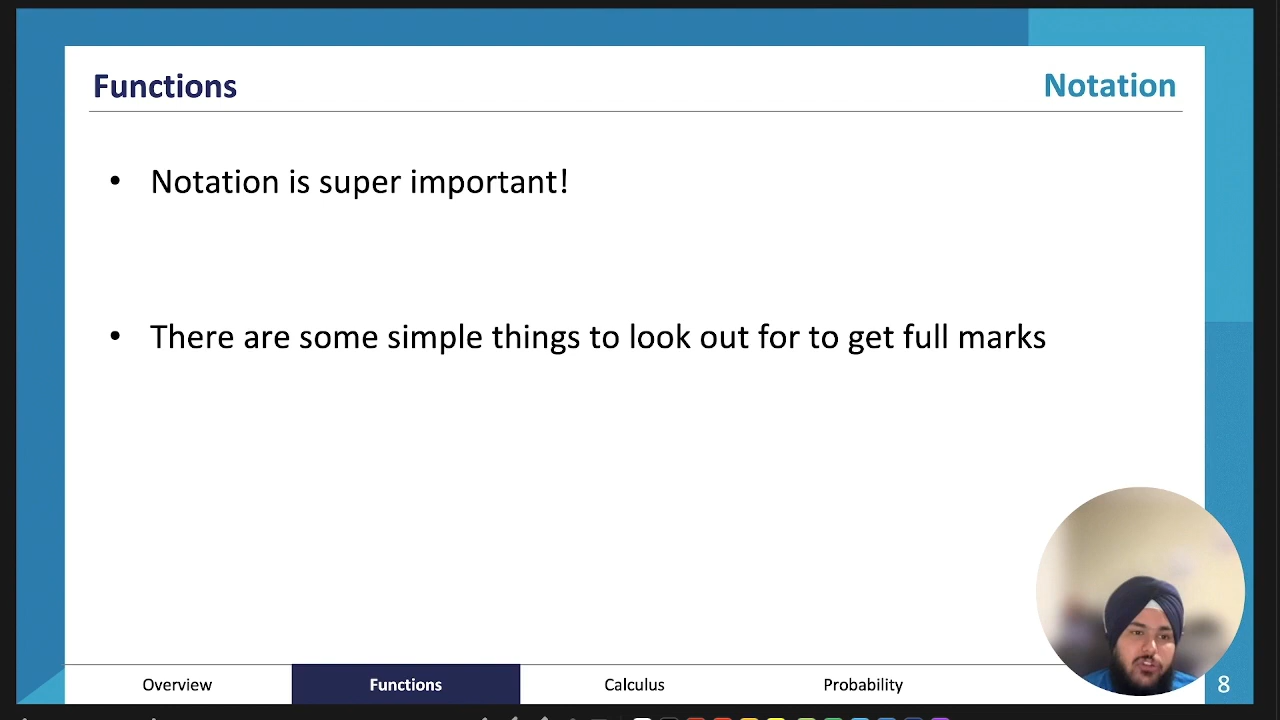 Functions
Notation
• Notation is super important!
• There are some simple things to look out for to get full marks
Overview
Functions
Calculus
Probability
8